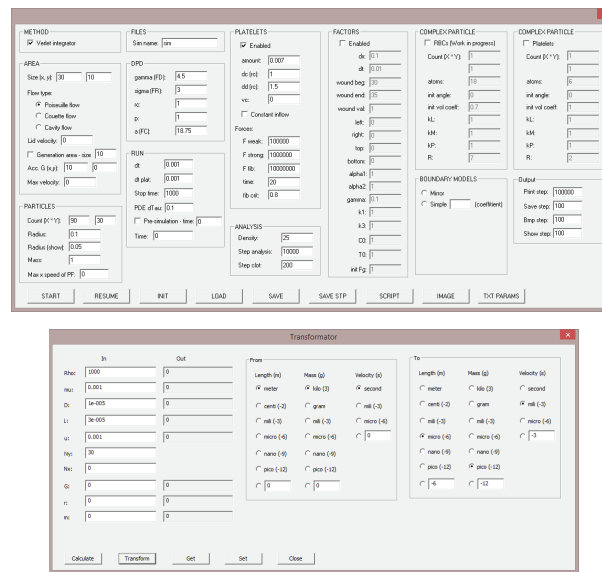 METHOD
Verlet integrator
AREA
Size (x, y): 30 10
Flow type:
Poiseuille flow
Couette flow
Cavity flow
Lid velocity: 0
Generation area - size 10
Acc. G (x,y): 10 0
Max velocity: 0
PARTICLES
Count (X * Y): 90 30
Radius: 0.1
Radius (show): 0.05
Mass 1
Max x speed of PF: 0
FILES
Sim name: sim
DPD
gamma (FD): 4.5
sigma (FR): 3
rc: 1
p: 1
a (FC): 18.75
RUN
dt 0.001
dt plat: 0.001
Stop time: 1000
PDE dTau: 0.1
Pre-simulation - time: 0
Time: 0
PLATELETS
Enabled
amount: 0.007
dc (rc): 1
dd (rc): 1.5
vc: 0
Constant inflow
Forces:
F weak: 100000
F strong: 1000000
F fib: 1000000
time: 20
fib crit: 0.8
ANALYSIS
Density: 25
Step analysis: 10000
Step clot: 200
FACTORS
Enabled
dx: 0.1
dt 0.01
wound beg: 30
wound end: 35
wound val: 1
left: 0
right: 0
top: 0
bottom: 0
alpha1: 1
alpha2: 1
gamma: 0.1
k1: 1
k3: 1
C0: 1
T0: 1
init Fg: 1
COMPLEX PARTICLE
RBCs (Work in progress)
Count (X * Y): 1
1
atoms: 18
init angle: 0
init vol coeff: 0.7
kL: 1
kM: 1
kP: 1
R: 7
COMPLEX PARTICLE
Platelets
Count (X * Y): 1
1
atoms: 6
init angle: 0
init vol coeff 1
kL: 1
kM: 1
kP: 1
R: 2
BOUNDARY MODELS
Mirror
Simple (coeffitient)
Output
Print step: 100000
Save step: 100
Bmp step: 100
Show step: 100
START RESUME INIT LOAD SAVE SAVE STP SCRIPT IMAGE TXT PARAMS
Transformator
In Out
Rho: 1000 0
mu: 0.001 0
D: 1e-005 0
L: 3e-005 0
u: 0.001 0
Ny: 30
Nx: 0
G: 0 0
r: 0 0
m: 0 0
From
Length (m) Mass (g) Velocity (s)
meter kilo (3) second
centi (-2) gram mili (-3)
mili (-3) mili (-3) micro (-6)
micro (-6) micro (-6) 0
nano (-9) nano (-9)
pico (-12) pico (-12)
0 0
To
Length (m) Mass (g) Velocity (s)
meter kilo (3) second
centi (-2) gram mili (-3)
mili (-3) mili (-3) micro (-6)
micro (-6) micro (-6) -3
nano (-9) nano (-9)
pico (-12) pico (-12)
-6 -12
Calculate Transform Get Set Close